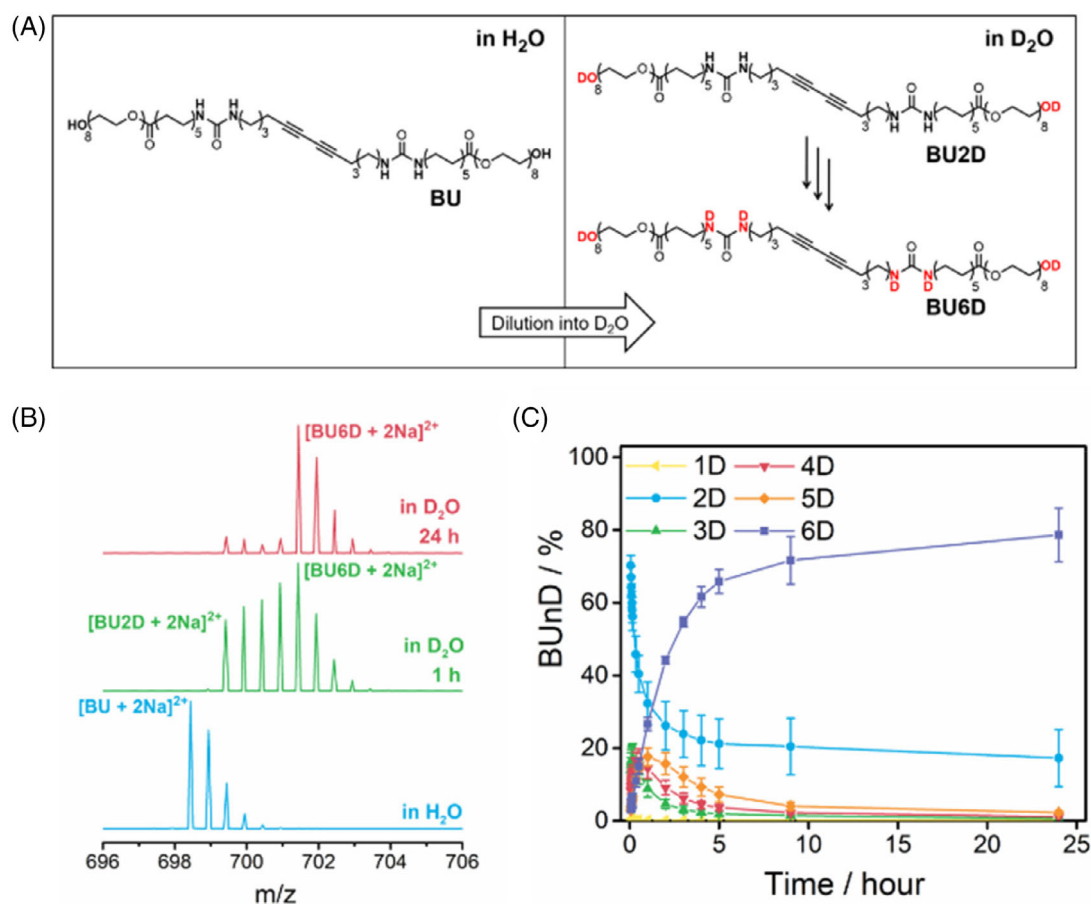 (A)
in H2O
in D2O
HO
8
O
O
5
H
N
O
H
N
3
3
N
H
O
N
H
5
O
O
8
OH
BU
DO
8
O
O
5
H
N
O
H
N
3
3
N
H
O
N
H
5
O
O
8
OD
BU2D
DO
8
O
O
5
D
N
O
D
N
3
3
N
D
O
N
D
5
O
O
8
OD
BU6D
Dilution into D2O
(B)
[BU6D + 2Na]2+
in D2O
24 h
[BU6D + 2Na]2+
[BU2D + 2Na]2+
in D2O
1 h
[BU + 2Na]2+
in H2O
696 698 700 702 704 706
m/z
(C)
BUnD / %
100
80
60
40
20
0
1D 4D
2D 5D
3D 6D
0 5 10 15 20 25
Time / hour